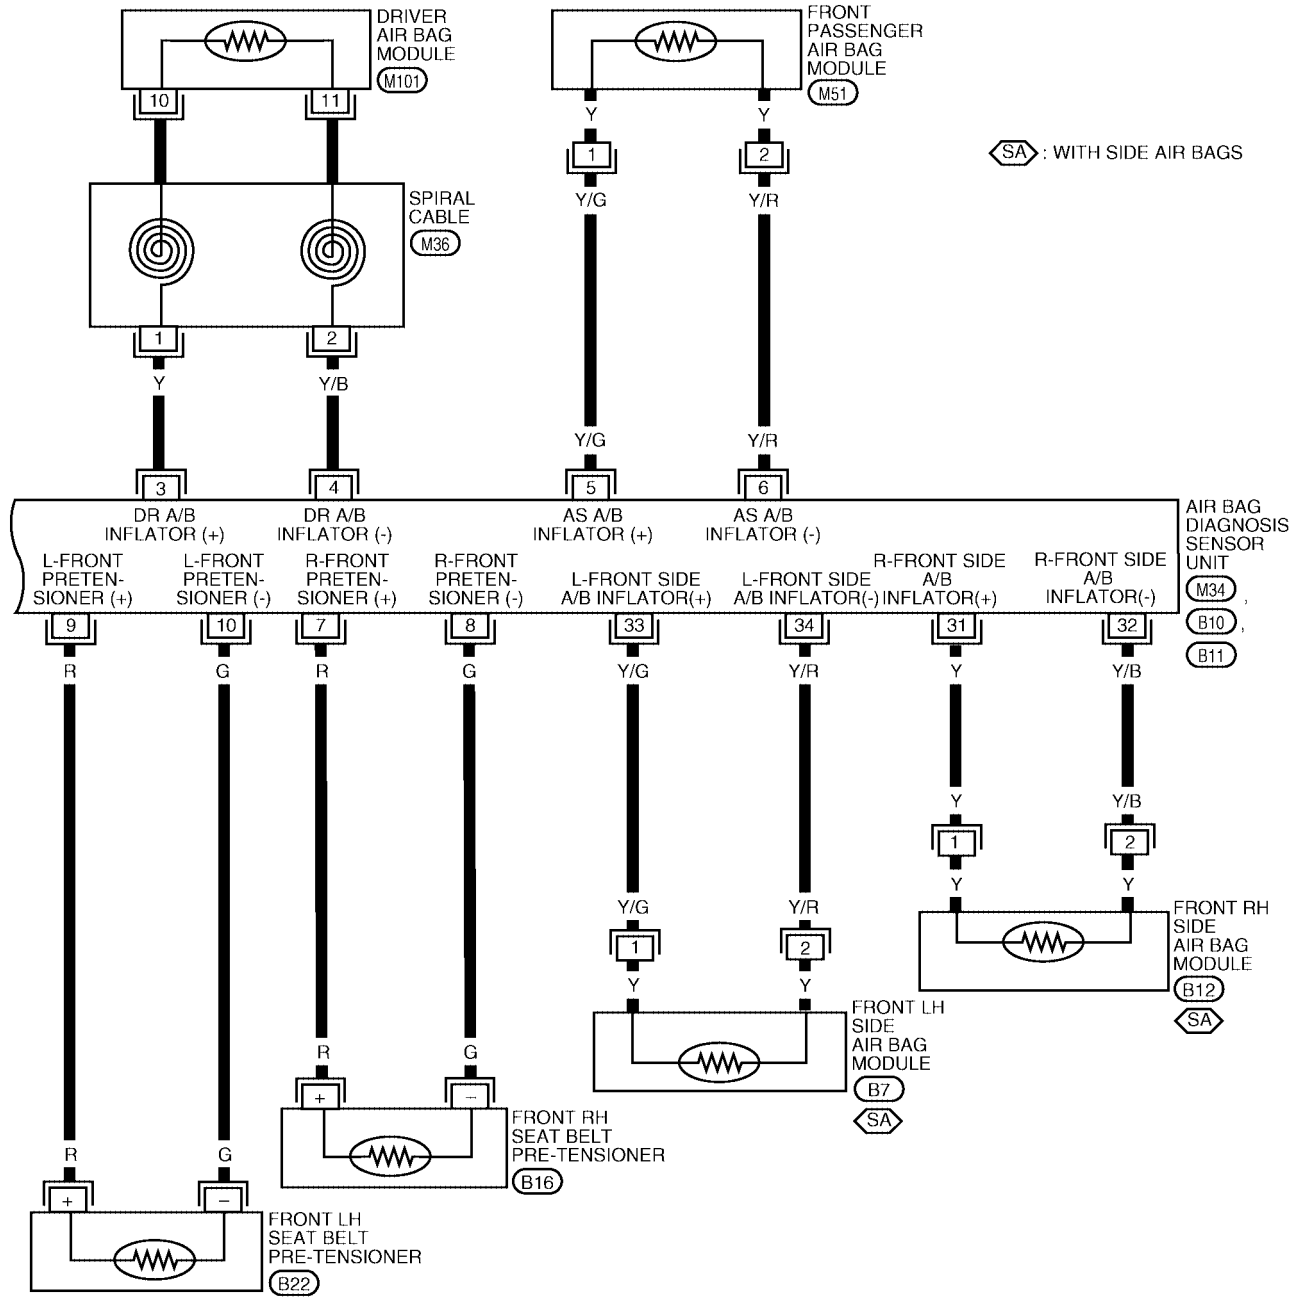 DRIVER
AIR BAG
MODULE
M101
10
11
FRONT
PASSENGER
AIR BAG
MODULE
M51
Y
Y
1
2
Y/G
Y/R
SA : WITH SIDE AIR BAGS
SPIRAL
CABLE
M36
1
2
Y
Y/B
Y/G
Y/R
3
4
5
6
DR A/B
INFLATOR (+)
DR A/B
INFLATOR (-)
AS A/B
INFLATOR (+)
AS A/B
INFLATOR (-)
AIR BAG
DIAGNOSIS
SENSOR
UNIT
M34 ,
B10 ,
B11
L-FRONT
PRETEN-
SIONER (+)
L-FRONT
PRETEN-
SIONER (-)
R-FRONT
PRETEN-
SIONER (+)
R-FRONT
PRETEN-
SIONER (-)
L-FRONT SIDE
A/B INFLATOR(+)
L-FRONT SIDE
A/B INFLATOR(-)
R-FRONT SIDE
A/B
INFLATOR(+)
R-FRONT SIDE
A/B
INFLATOR(-)
9
10
7
8
33
34
31
32
R
G
R
G
Y/G
Y/R
Y
Y/B
Y
Y/B
1
2
Y
Y
FRONT RH
SIDE
AIR BAG
MODULE
B12
SA
Y/G
Y/R
1
2
Y
Y
FRONT LH
SIDE
AIR BAG
MODULE
B7
SA
R
G
+
−
FRONT RH
SEAT BELT
PRE-TENSIONER
B16
R
G
+
−
FRONT LH
SEAT BELT
PRE-TENSIONER
B22